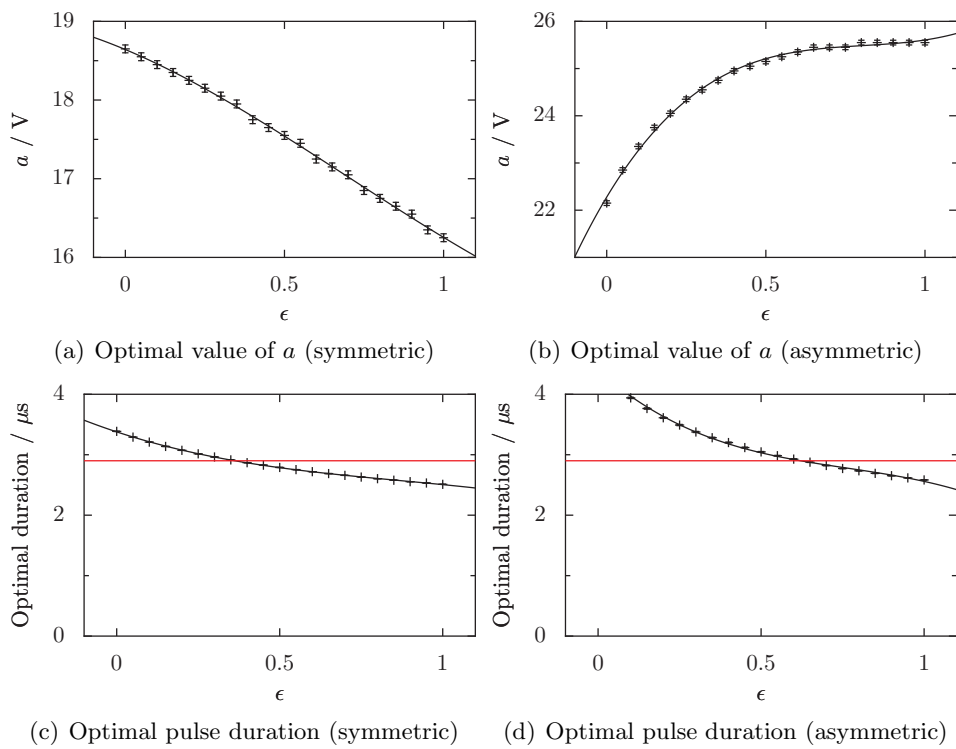 19
18
17
16
a / V
0
0.5
1
ϵ
(a) Optimal value of a (symmetric)
26
24
22
a / V
0
0.5
1
ϵ
(b) Optimal value of a (asymmetric)
4
2
0
Optimal duration / μs
0
0.5
1
ϵ
(c) Optimal pulse duration (symmetric)
4
2
0
Optimal duration / μs
0
0.5
1
ϵ
(d) Optimal pulse duration (asymmetric)